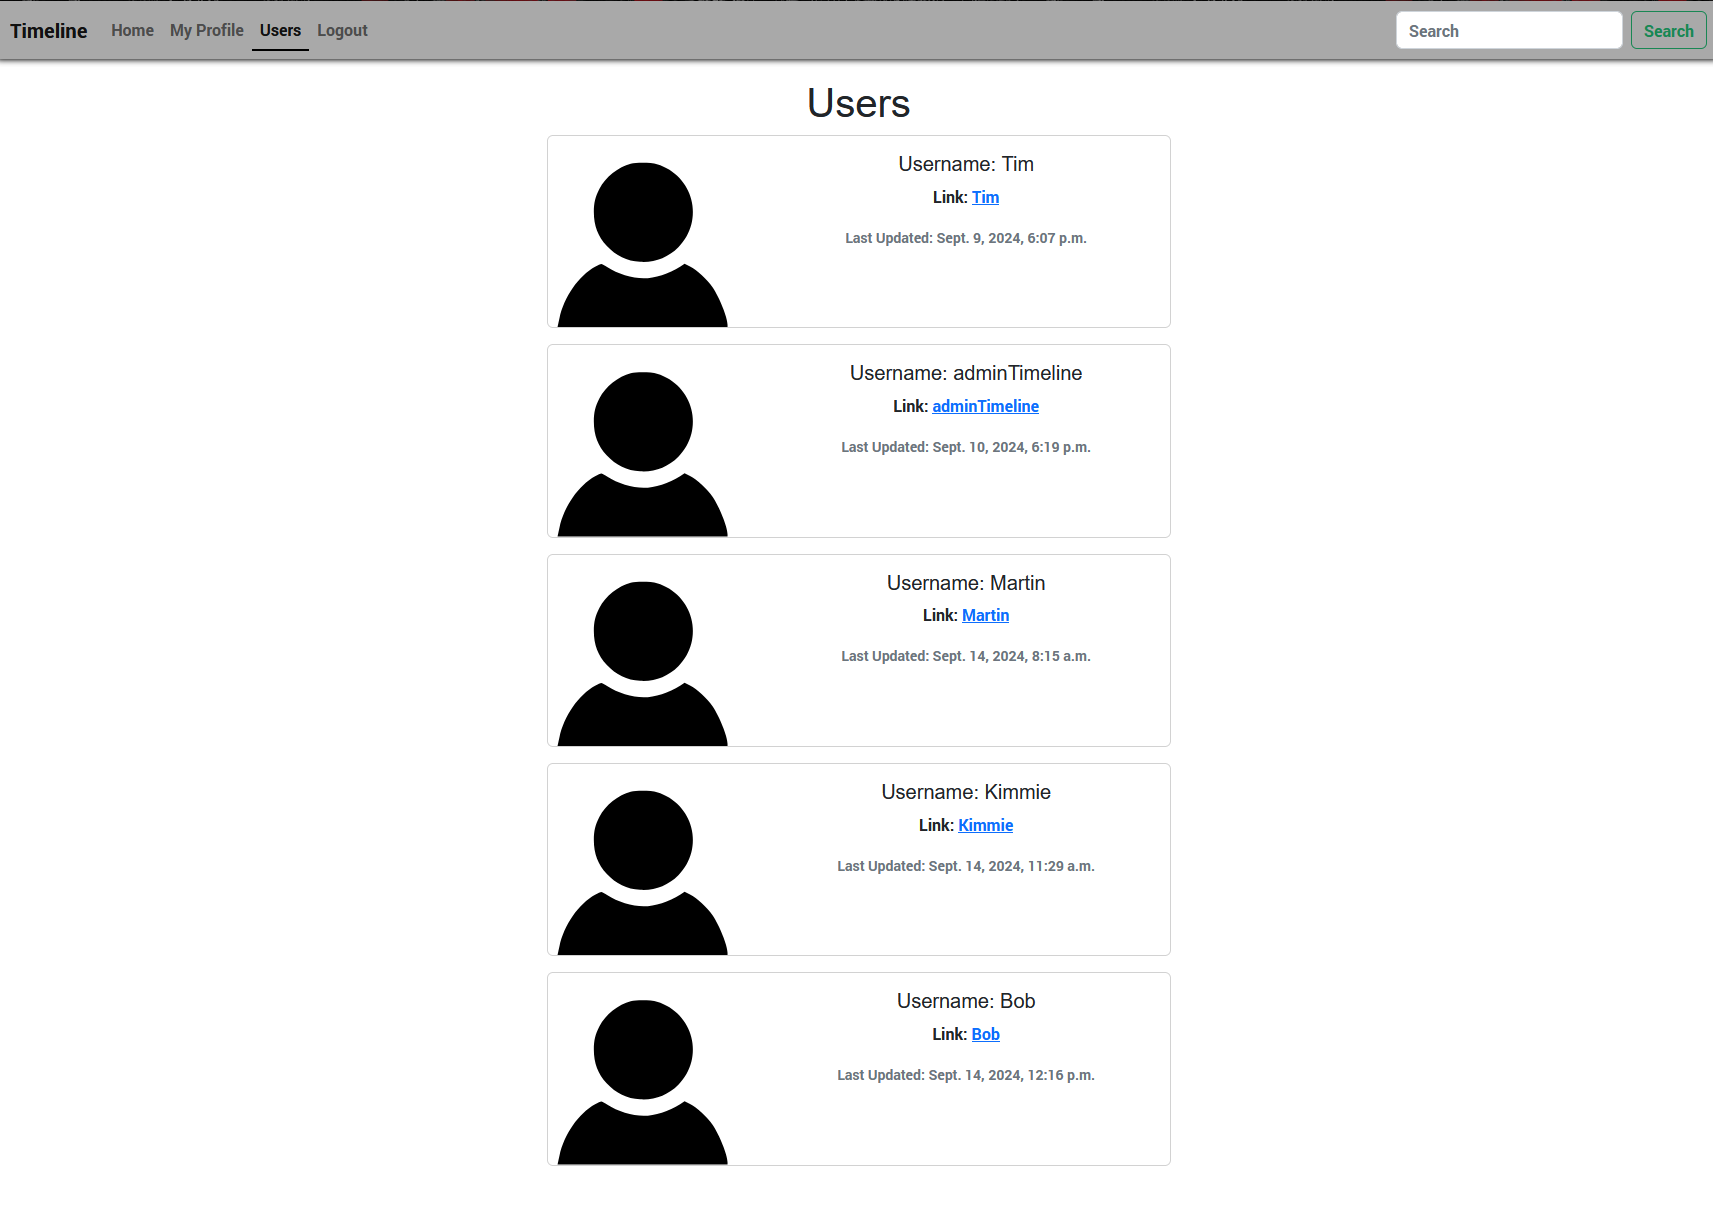 Timeline Home My Profile Users Logout Search Search
Users
Username: Tim
Link: Tim
Last Updated: Sept. 9, 2024, 6:07 p.m.
Username: adminTimeline
Link: adminTimeline
Last Updated: Sept. 10, 2024, 6:19 p.m.
Username: Martin
Link: Martin
Last Updated: Sept. 14, 2024, 8:15 a.m.
Username: Kimmie
Link: Kimmie
Last Updated: Sept. 14, 2024, 11:29 a.m.
Username: Bob
Link: Bob
Last Updated: Sept. 14, 2024, 12:16 p.m.